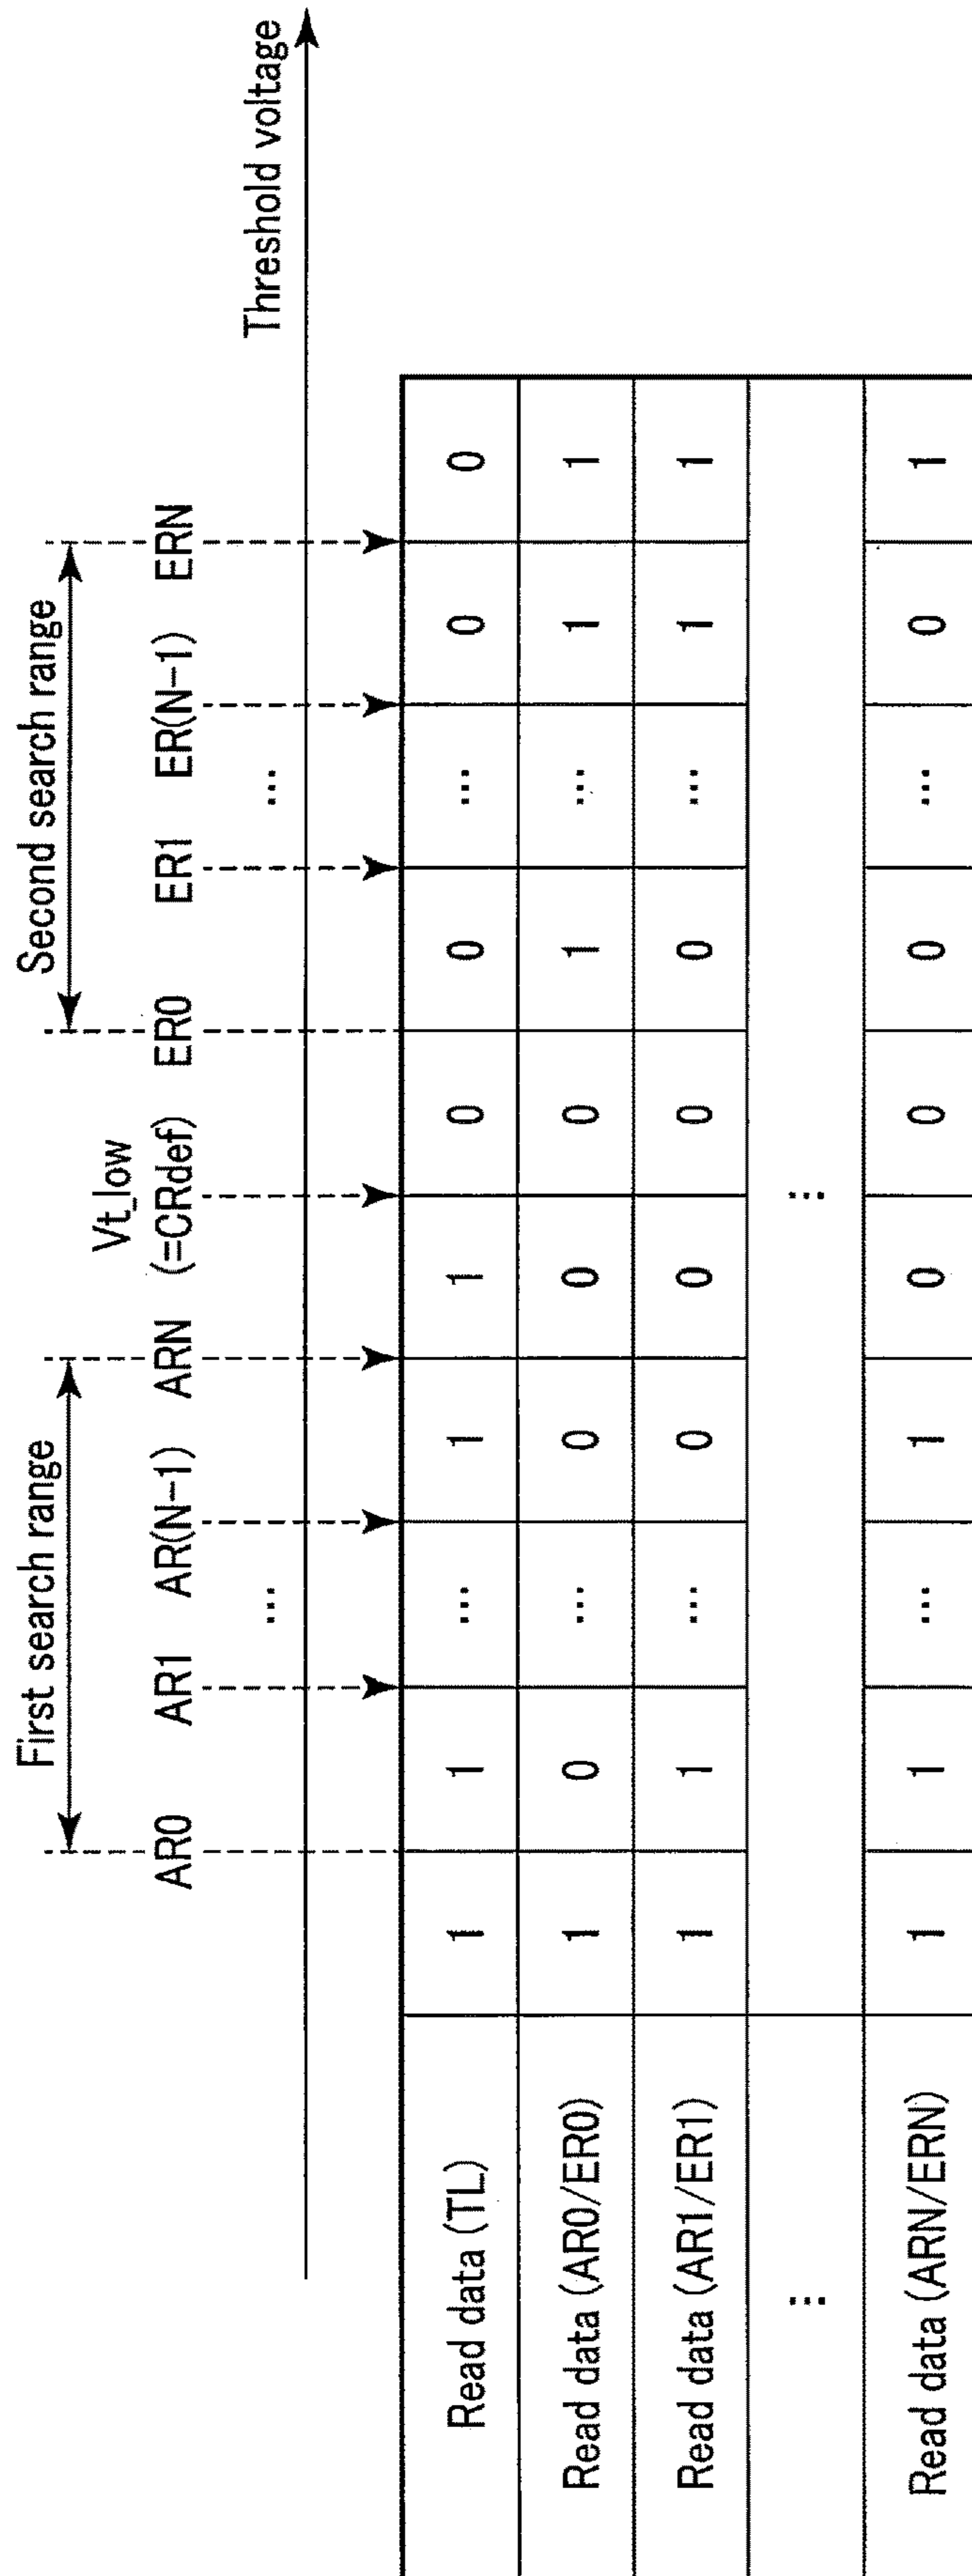 First search range Second search range
Vt_low
AR0 AR1 AR(N-1) ARN (=CRdef) ER0 ER1 ER(N-1) ERN
Threshold voltage
... ...
Read data (TL) 1 1 ... 1 1 0 0 ... 0 0
Read data (AR0/ER0) 1 0 ... 0 0 0 1 ... 1 1
Read data (AR1/ER1) 1 1 ... 0 0 0 0 ... 1 1
... ...
Read data (ARN/ERN) 1 1 ... 1 0 0 0 ... 0 1